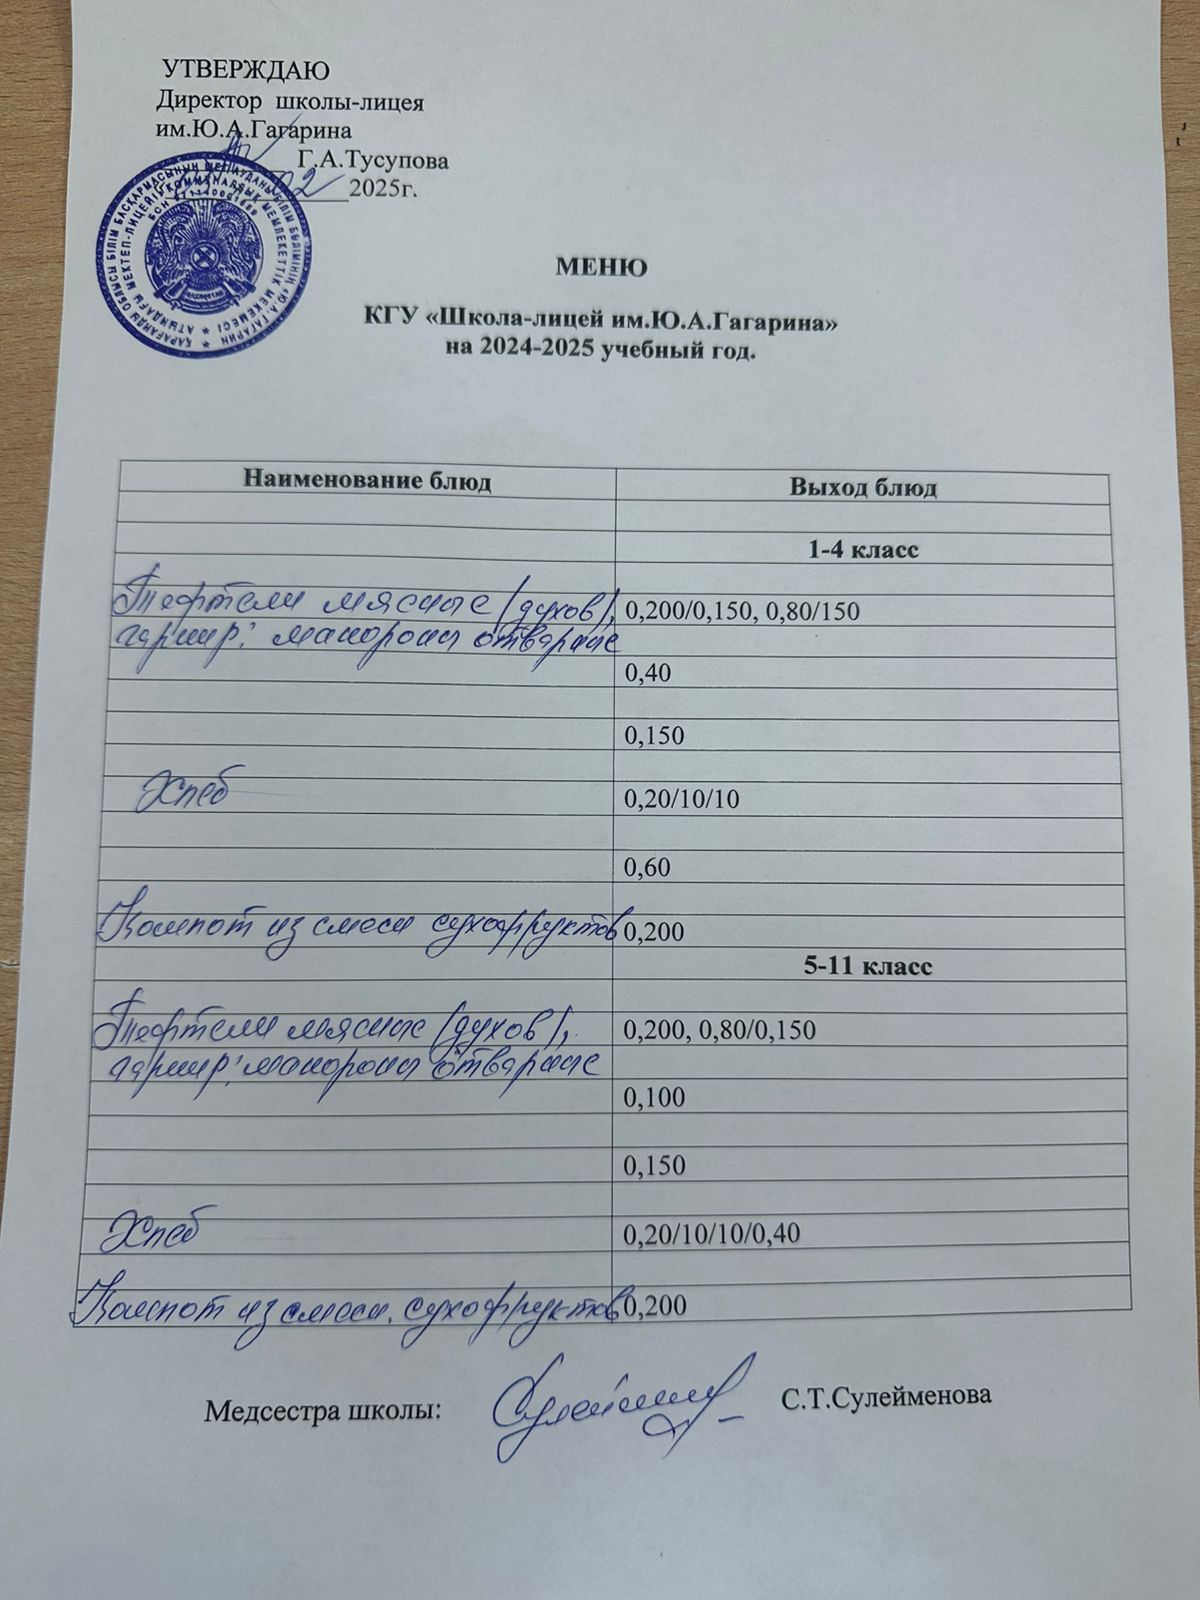 УТВЕРЖДАЮ
Директор школы-лицея
им.Ю.А.Гагарина
Г.А.Тусупова
02 2025г.
МЕНЮ
КГУ «Школа-лицей им.Ю.А.Гагарина»
на 2024-2025 учебный год.
Наименование блюд Выход блюд
1-4 класс
Тефтели мясные (духов), 0,200/0,150, 0,80/150
гарнир: макароны отварные
0,40
0,150
Хлеб 0,20/10/10
0,60
Компот из смеси сухофруктов 0,200
5-11 класс
Тефтели мясные (духов), 0,200, 0,80/0,150
гарнир: макароны отварные
0,100
0,150
Хлеб 0,20/10/10/0,40
Компот из смеси сухофруктов 0,200
Медсестра школы: С.Т.Сулейменова